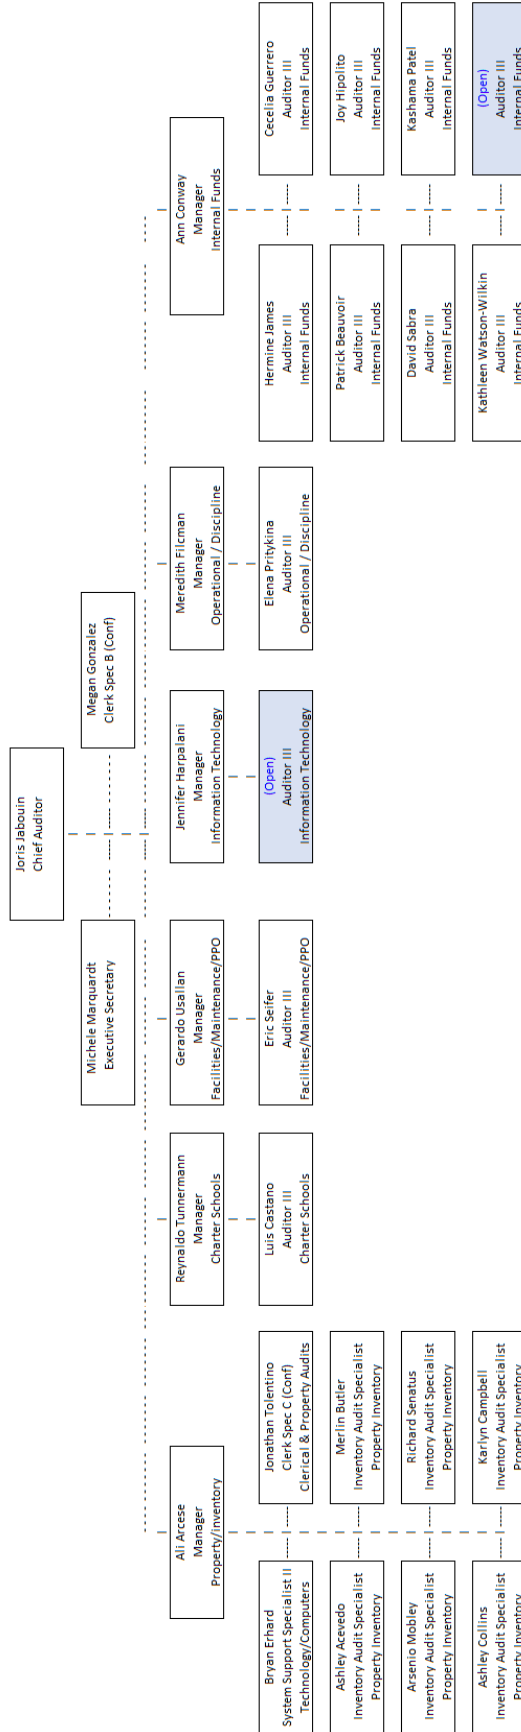 Joris Jabouin
Chief Auditor
Michele Marquardt
Executive Secretary
Megan Gonzalez
Clerk Spec B (Conf)
Ali Arcese
Manager
Property/Inventory
Reynaldo Tunnermann
Manager
Charter Schools
Gerardo Usallan
Manager
Facilities/Maintenance/PPO
Jennifer Harpalani
Manager
Information Technology
Meredith Filcman
Manager
Operational / Discipline
Ann Conway
Manager
Internal Funds
Bryan Erhard
System Support Specialist II
Technology/Computers
Jonathan Tolentino
Clerk Spec C (Conf)
Clerical & Property Audits
Luis Castano
Auditor III
Charter Schools
Eric Seifer
Auditor III
Facilities/Maintenance/PPO
(Open)
Auditor III
Information Technology
Elena Pritykina
Auditor III
Operational / Discipline
Hermine James
Auditor III
Internal Funds
Cecelia Guerrero
Auditor III
Internal Funds
Ashley Acevedo
Inventory Audit Specialist
Property Inventory
Merlin Butler
Inventory Audit Specialist
Property Inventory
Patrick Beauvoir
Auditor III
Internal Funds
Joy Hipolito
Auditor III
Internal Funds
Arsenio Mobley
Inventory Audit Specialist
Property Inventory
Richard Senatus
Inventory Audit Specialist
Property Inventory
David Sabra
Auditor III
Internal Funds
Kashama Patel
Auditor III
Internal Funds
Ashley Collins
Inventory Audit Specialist
Property Inventory
Karlyn Campbell
Inventory Audit Specialist
Property Inventory
Kathleen Watson-Wilkin
Auditor III
Internal Funds
(Open)
Auditor III
Internal Funds